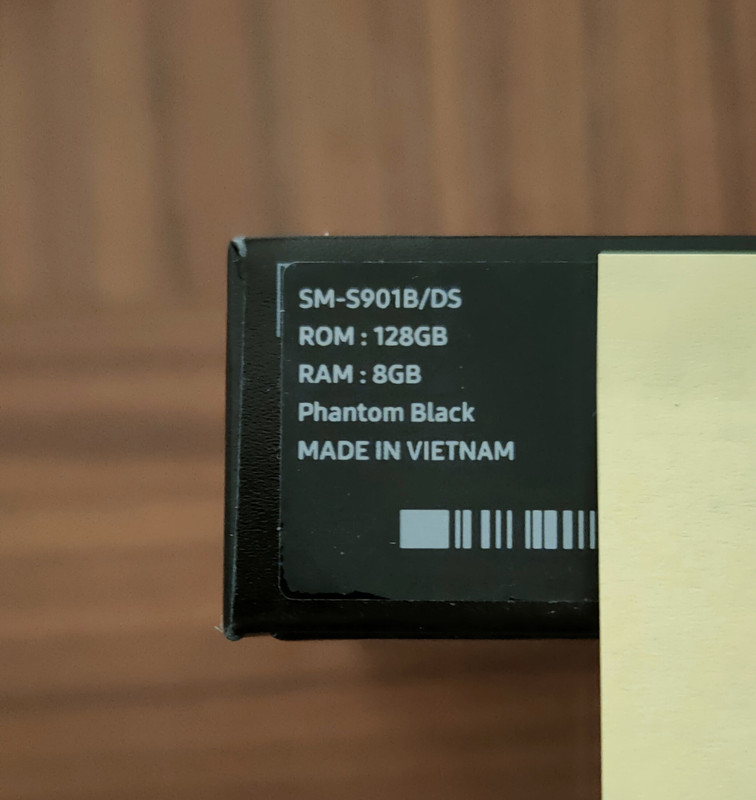 SM-S901B/DS
ROM : 128GB
RAM : 8GB
Phantom Black
MADE IN VIETNAM